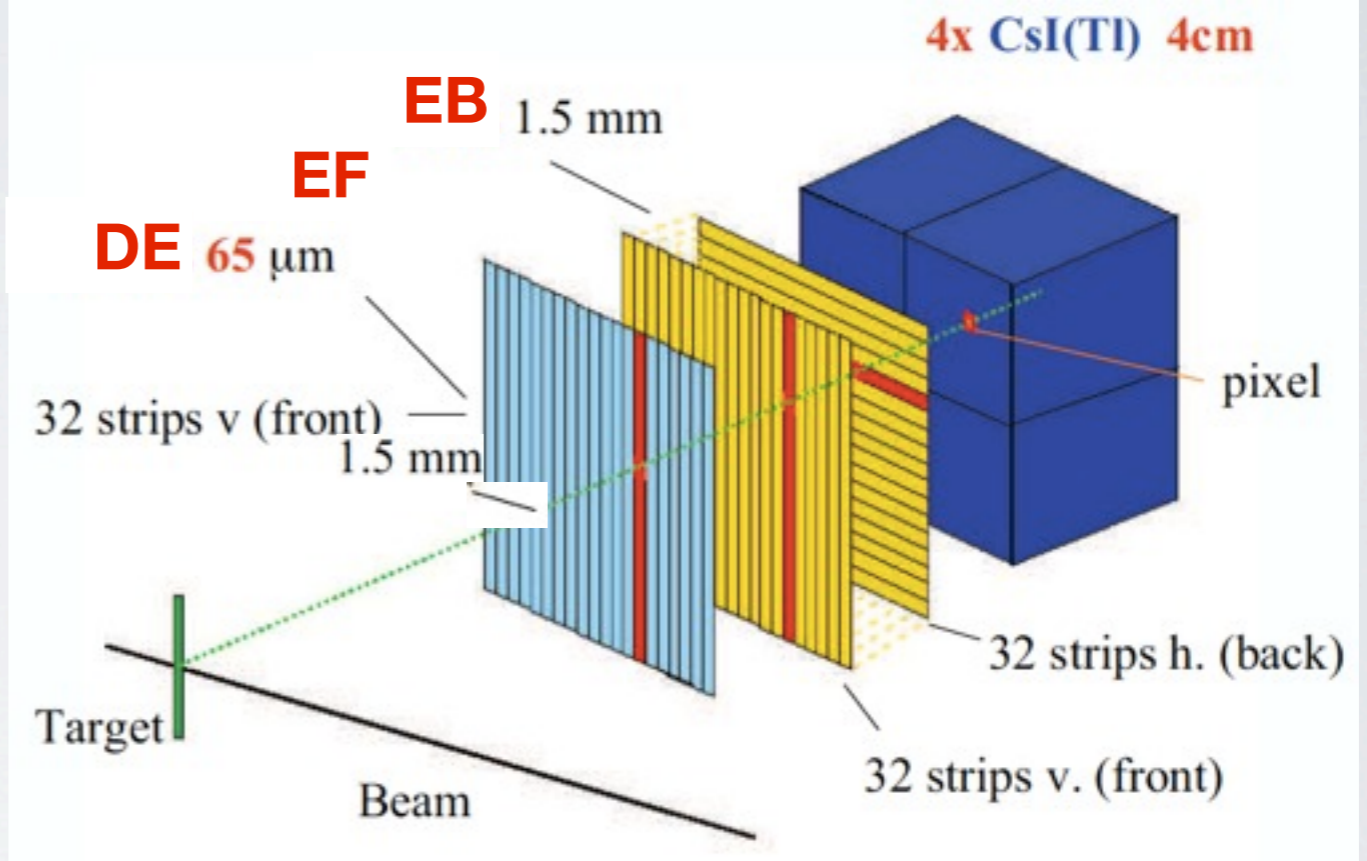 4x CsI(Tl) 4cm
EB 1.5 mm
EF
DE 65 μm
32 strips v (front)
1.5 mm
pixel
32 strips h. (back)
Target
32 strips v. (front)
Beam